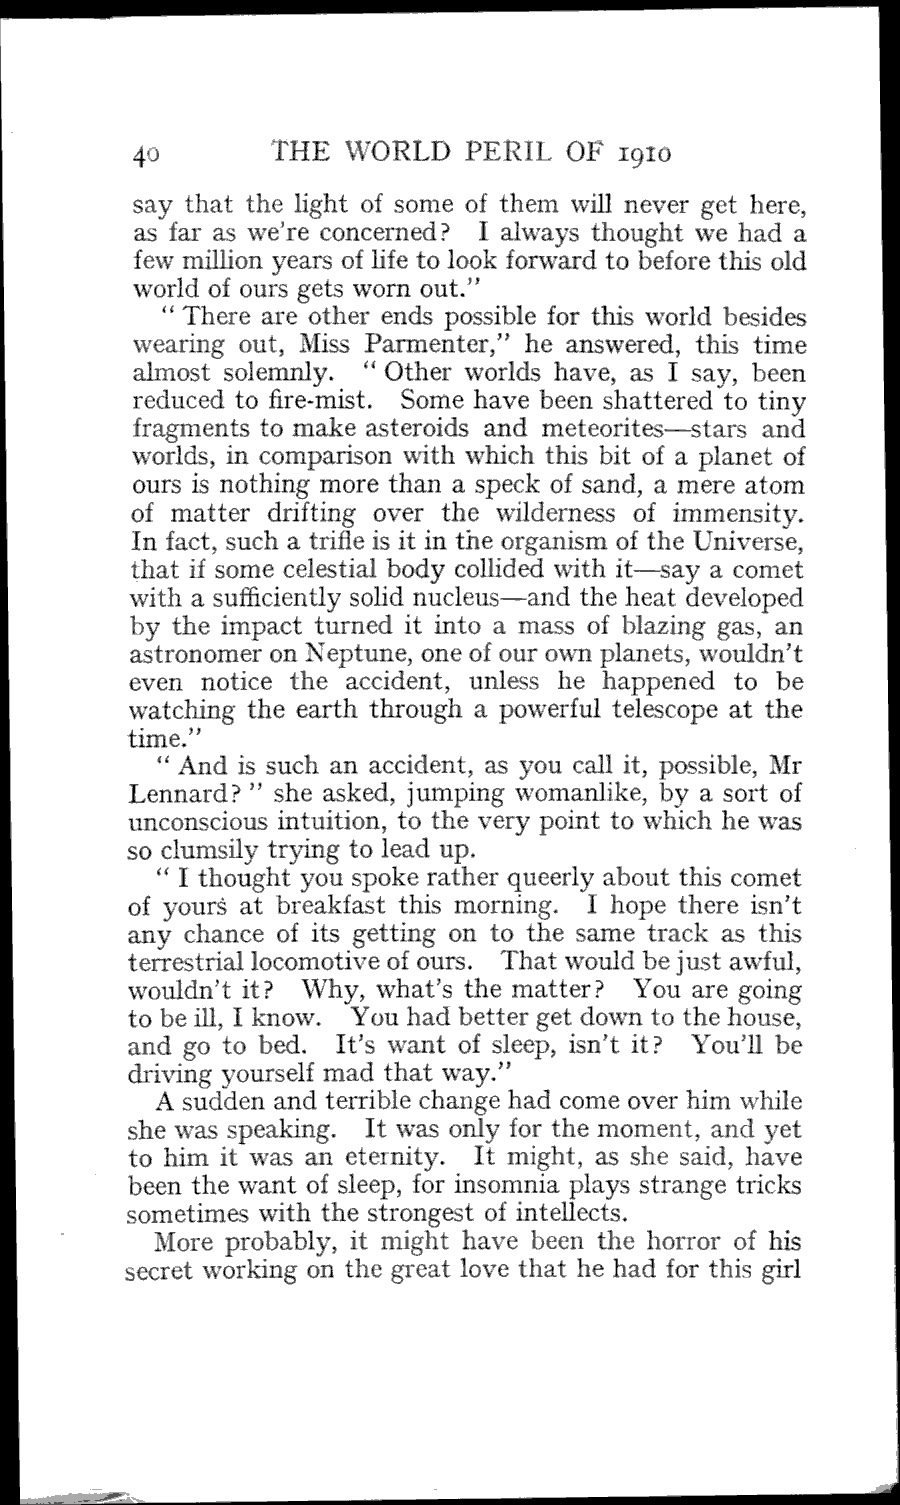 40 THE WORLD PERIL OF 1910
say that the light of some of them will never get here,
as far as we're concerned? I always thought we had a
few million years of life to look forward to before this old
world of ours gets worn out."
" There are other ends possible for this world besides
wearing out, Miss Parmenter," he answered, this time
almost solemnly. " Other worlds have, as I say, been
reduced to fire-mist. Some have been shattered to tiny
fragments to make asteroids and meteorites—stars and
worlds, in comparison with which this bit of a planet of
ours is nothing more than a speck of sand, a mere atom
of matter drifting over the wilderness of immensity.
In fact, such a trifle is it in the organism of the Universe,
that if some celestial body collided with it—say a comet
with a sufficiently solid nucleus—and the heat developed
by the impact turned it into a mass of blazing gas, an
astronomer on Neptune, one of our own planets, wouldn't
even notice the accident, unless he happened to be
watching the earth through a powerful telescope at the
time."
" And is such an accident, as you call it, possible, Mr
Lennard? " she asked, jumping womanlike, by a sort of
unconscious intuition, to the very point to which he was
so clumsily trying to lead up.
" I thought you spoke rather queerly about this comet
of yours at breakfast this morning. I hope there isn't
any chance of its getting on to the same track as this
terrestrial locomotive of ours. That would be just awful,
wouldn't it? Why, what's the matter? You are going
to be ill, I know. You had better get down to the house,
and go to bed. It's want of sleep, isn't it? You'll be
driving yourself mad that way."
A sudden and terrible change had come over him while
she was speaking. It was only for the moment, and yet
to him it was an eternity. It might, as she said, have
been the want of sleep, for insomnia plays strange tricks
sometimes with the strongest of intellects.
More probably, it might have been the horror of his
secret working on the great love that he had for this girl